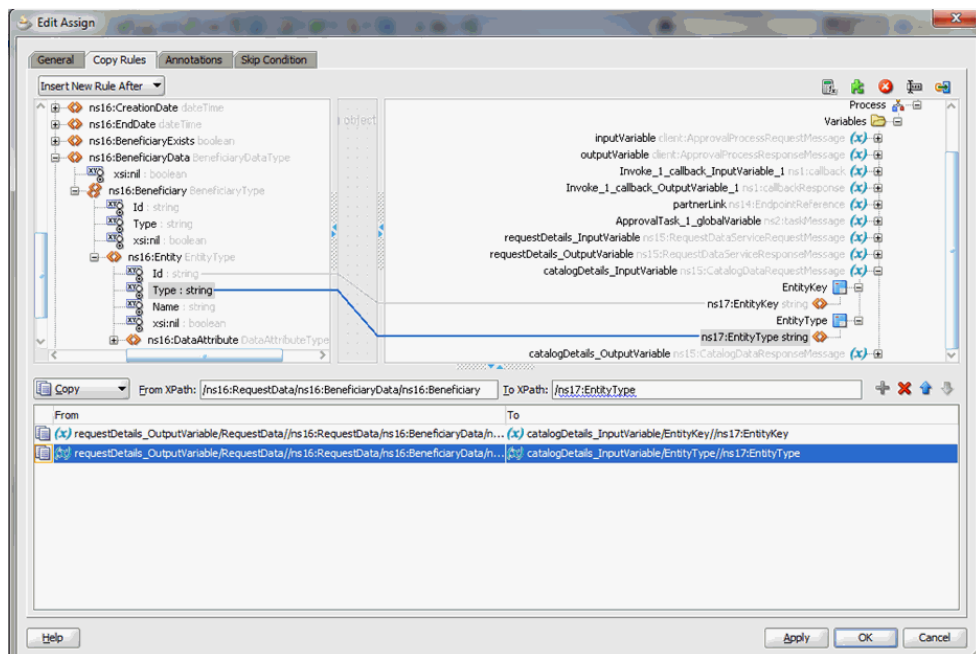 Edit Assign
General Copy Rules Annotations Skip Condition
Insert New Rule After
ns16:CreationDate dateTime
ns16:EndDate dateTime
ns16:BeneficiaryExists boolean
ns16:BeneficiaryData BeneficiaryDataType
xsi:nil : boolean
ns16:Beneficiary BeneficiaryType
Id : string
Type : string
xsi:nil : boolean
ns16:Entity EntityType
Id : string
Type : string
Name : string
xsi:nil : boolean
ns16:DataAttribute DataAttributeType
object
Process
Variables
inputVariable client:ApprovalProcessRequestMessage (x)
outputVariable client:ApprovalProcessResponseMessage (x)
Invoke_1_callback_InputVariable_1 ns1:callback (x)
Invoke_1_callback_OutputVariable_1 ns1:callbackResponse (x)
partnerLink ns14:EndpointReference (x)
ApprovalTask_1_globalVariable ns2:taskMessage (x)
requestDetails_InputVariable ns15:RequestDataServiceRequestMessage (x)
requestDetails_OutputVariable ns15:RequestDataServiceResponseMessage (x)
catalogDetails_InputVariable ns15:CatalogDataRequestMessage (x)
EntityKey
ns17:EntityKey string
EntityType
ns17:EntityType string
catalogDetails_OutputVariable ns15:CatalogDataResponseMessage (x)
Copy From XPath: /ns16:RequestData/ns16:BeneficiaryData/ns16:Beneficiary To XPath: /ns17:EntityType
From To
(x) requestDetails_OutputVariable/RequestData//ns16:RequestData/ns16:BeneficiaryData/n... (x) catalogDetails_InputVariable/EntityKey//ns17:EntityKey
requestDetails_OutputVariable/RequestData//ns16:RequestData/ns16:BeneficiaryData/n... catalogDetails_InputVariable/EntityType//ns17:EntityType
Help Apply OK Cancel